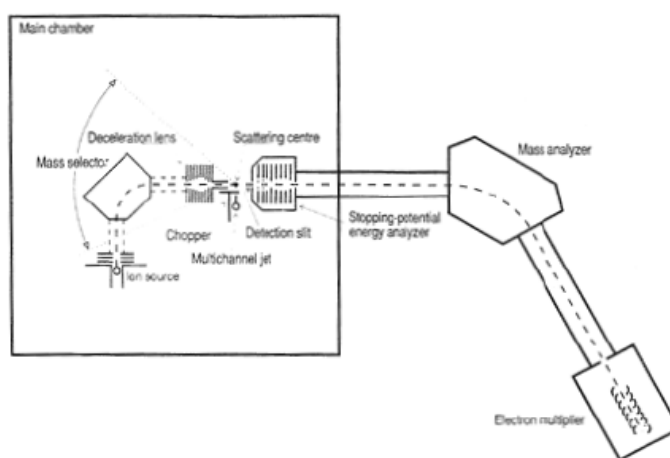 Main chamber
Deceleration lens
Scattering centre
Mass selector
Mass analyzer
Stopping-potential
energy analyzer
Chopper
Detection slit
Multichannel jet
Ion source
Electron multiplier